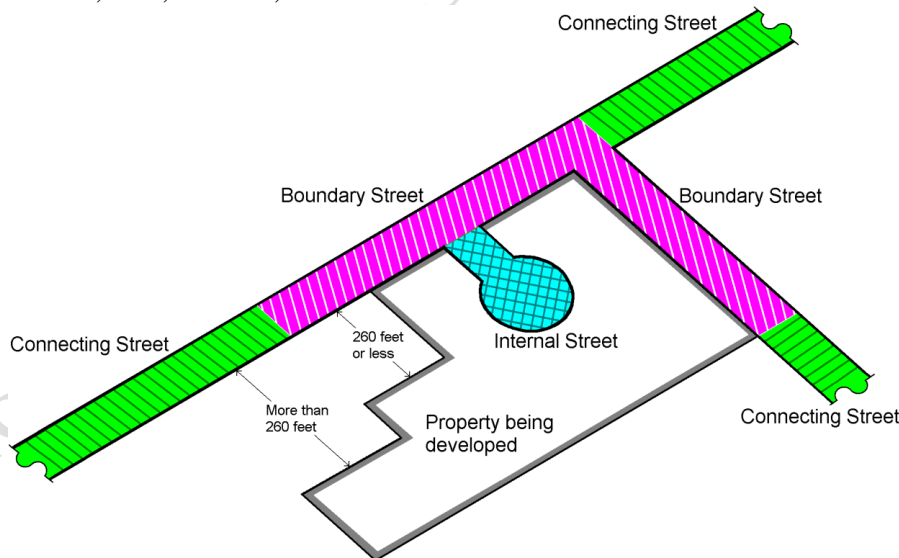 Connecting Street
Boundary Street
Boundary Street
Internal Street
260 feet
or less
Connecting Street
More than
260 feet
Property being
developed
Connecting Street